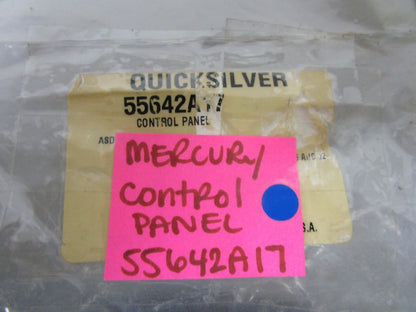 QUICKSILVER
55642A17
CONTROL PANEL
MERCURY
CONTROL
PANEL
55642A17